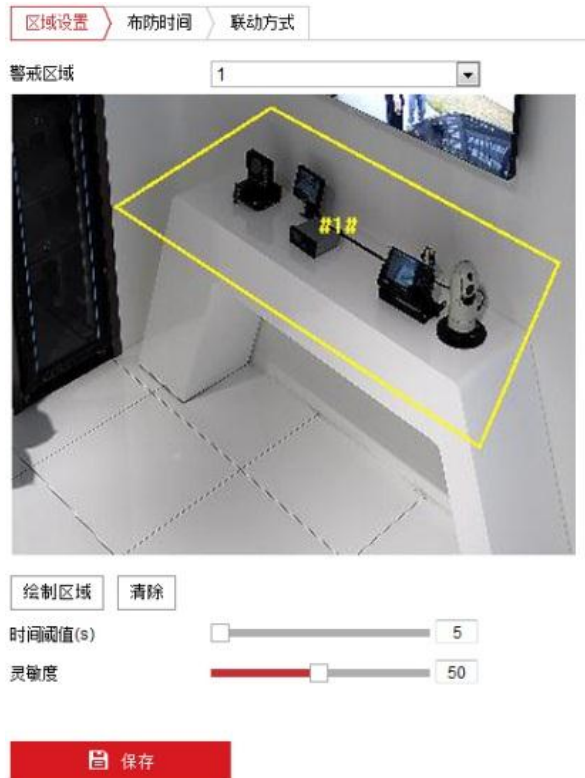 区域设置 布防时间 联动方式
警戒区域 1
#1#
绘制区域 清除
时间阈值(s) 5
灵敏度 50
保存